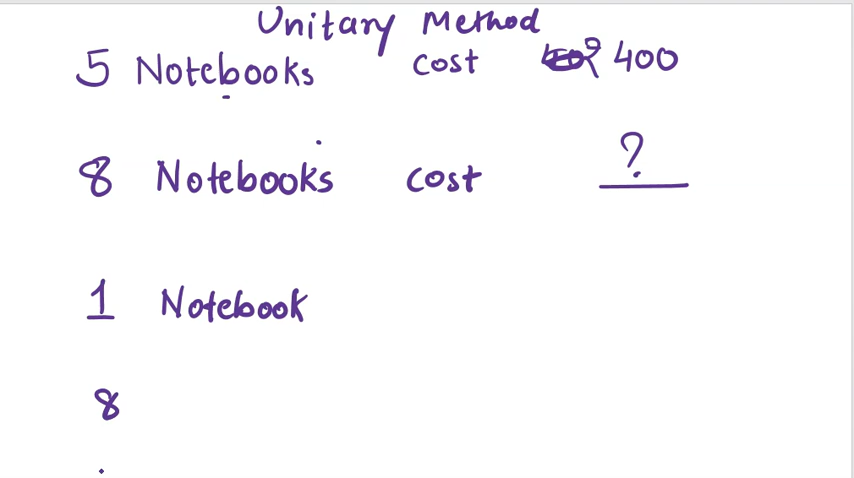 Unitary Method
5 Notebooks cost 400
8 Notebooks cost ?
1 Notebook
8